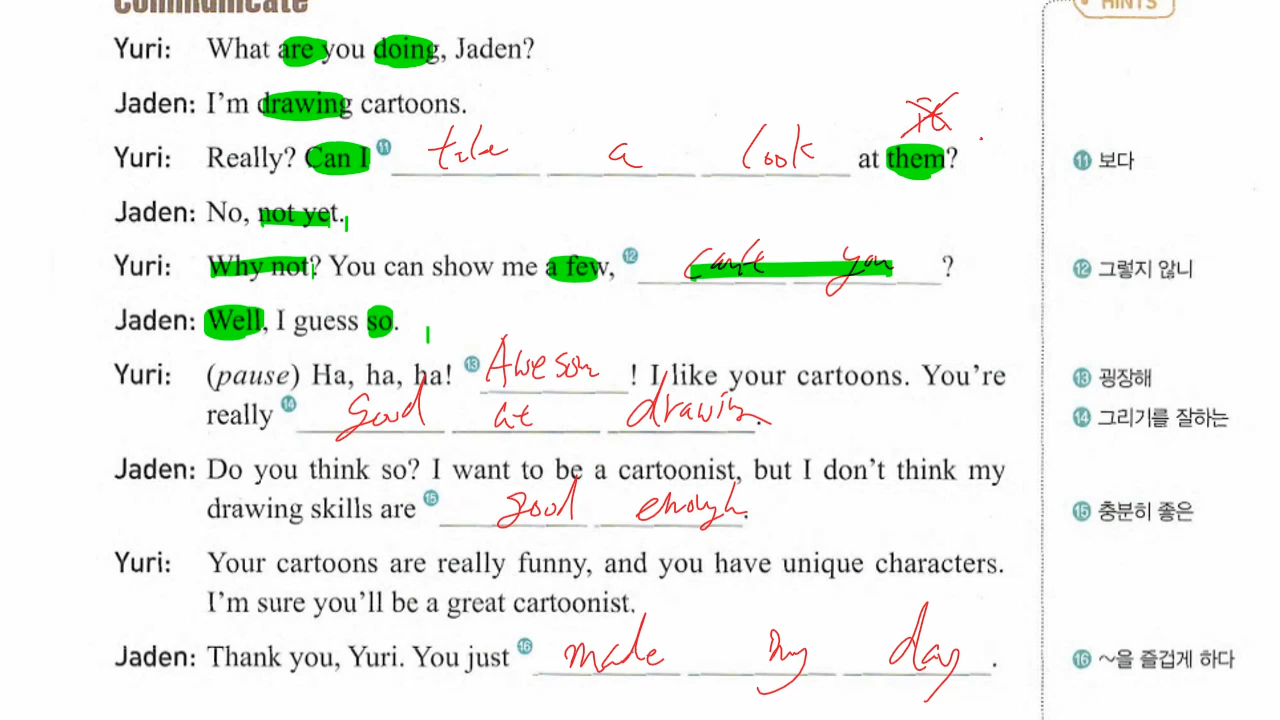 Communicate
HINTS
Yuri: What are you doing, Jaden?
Jaden: I'm drawing cartoons.
it
Yuri: Really? Can I ⑪ take a look at them? ⑪ 보다
Jaden: No, not yet.
Yuri: Why not? You can show me a few, ⑫ can't you ? ⑫ 그렇지 않니
Jaden: Well, I guess so.
Yuri: (pause) Ha, ha, ha! ⑬ Aweson ! I like your cartoons. You're ⑬ 굉장해
really ⑭ good at drawing. ⑭ 그리기를 잘하는
Jaden: Do you think so? I want to be a cartoonist, but I don't think my
drawing skills are ⑮ good enough. ⑮ 충분히 좋은
Yuri: Your cartoons are really funny, and you have unique characters.
I'm sure you'll be a great cartoonist.
Jaden: Thank you, Yuri. You just ⑯ made my day . ⑯ ~을 즐겁게 하다